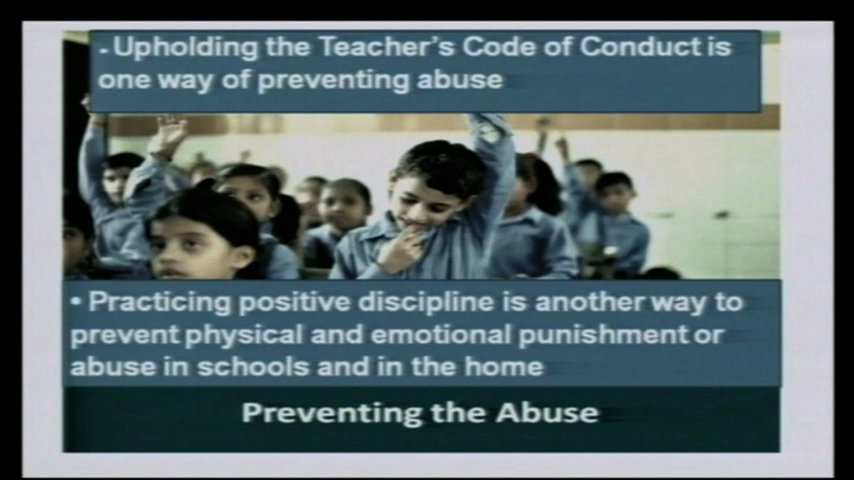 - Upholding the Teacher's Code of Conduct is
one way of preventing abuse
• Practicing positive discipline is another way to
prevent physical and emotional punishment or
abuse in schools and in the home
Preventing the Abuse